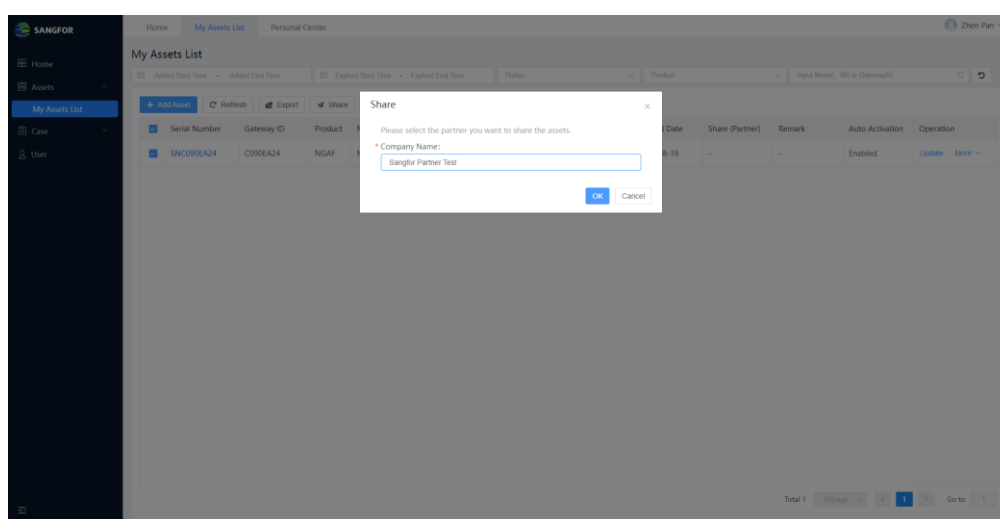 SANGFOR
Home
My Assets List
Personal Center
Zhen Pan
Home
Assets
My Assets List
Case
User
My Assets List
Added Start Time - Added End Time
Expired Start Time - Expired End Time
Status
Product
Input Model, SN or GatewayID
+ Add Asset
Refresh
Export
Share
Serial Number Gateway ID Product Date Share (Partner) Remark Auto Activation Operation
SNC090EA24 C090EA24 NGAF 8-16 - - Enabled Update More
Share
Please select the partner you want to share the assets.
* Company Name:
Sangfor Partner Test
OK Cancel
Total 1 1 Go to